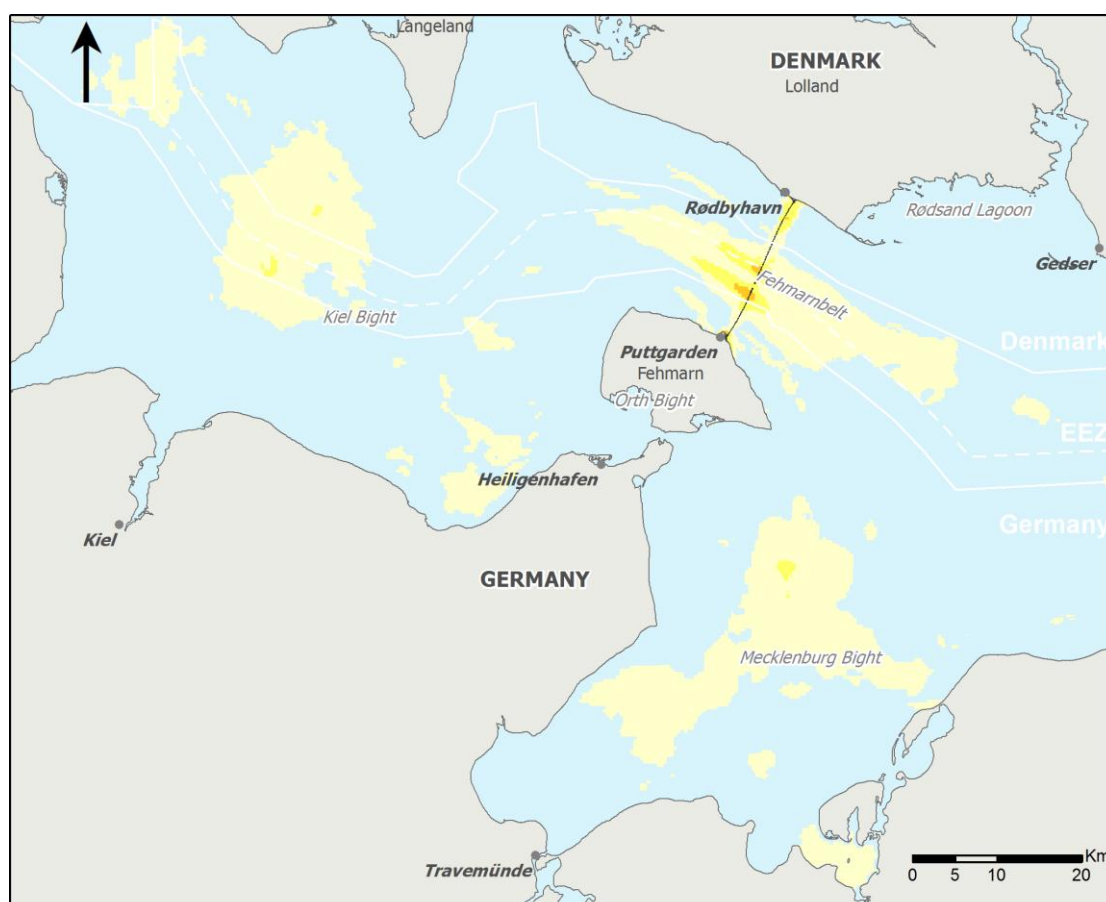 Langeland
DENMARK
Lolland
Rødbyhavn
Rødsand Lagoon
Gedser
Fehmarnbelt
Kiel Bight
Denmark
Puttgarden
Fehmarn
Orth Bight
EEZ
Heiligenhafen
Germany
Kiel
GERMANY
Mecklenburg Bight
Travemünde
Km
0 5 10 20